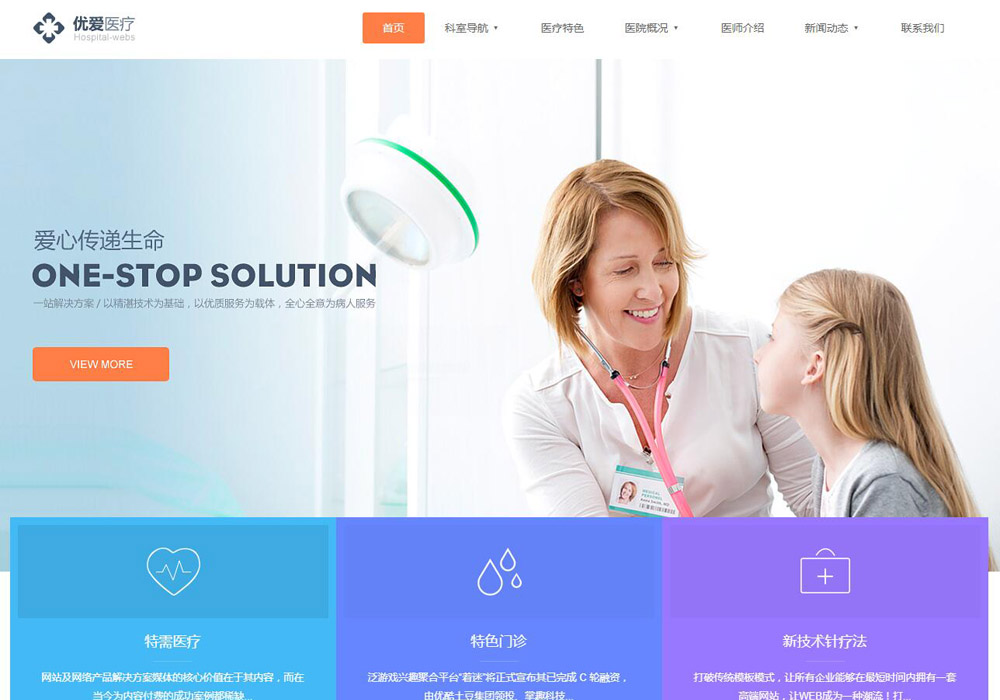 优爱医疗
Hospital-webs
首页 科室导航 医疗特色 医院概况 医师介绍 新闻动态 联系我们
爱心传递生命
ONE-STOP SOLUTION
一站解决方案 / 以精湛技术为基础，以优质服务为载体，全心全意为病人服务
VIEW MORE
MEDICAL
PERSONNEL
特需医疗 特色门诊 新技术针疗法
网站及网络产品解决方案媒体的核心价值在于其内容，而在 泛游戏兴趣聚合平台“着迷”将正式宣布其已完成 C 轮融资， 打破传统模板模式，让所有企业能够在最短时间内拥有一套
当今为内容付费的成功案例都稀缺... 由优酷土豆集团领投、掌趣科技... 高端网站，让WEB成为一种潮流！打...